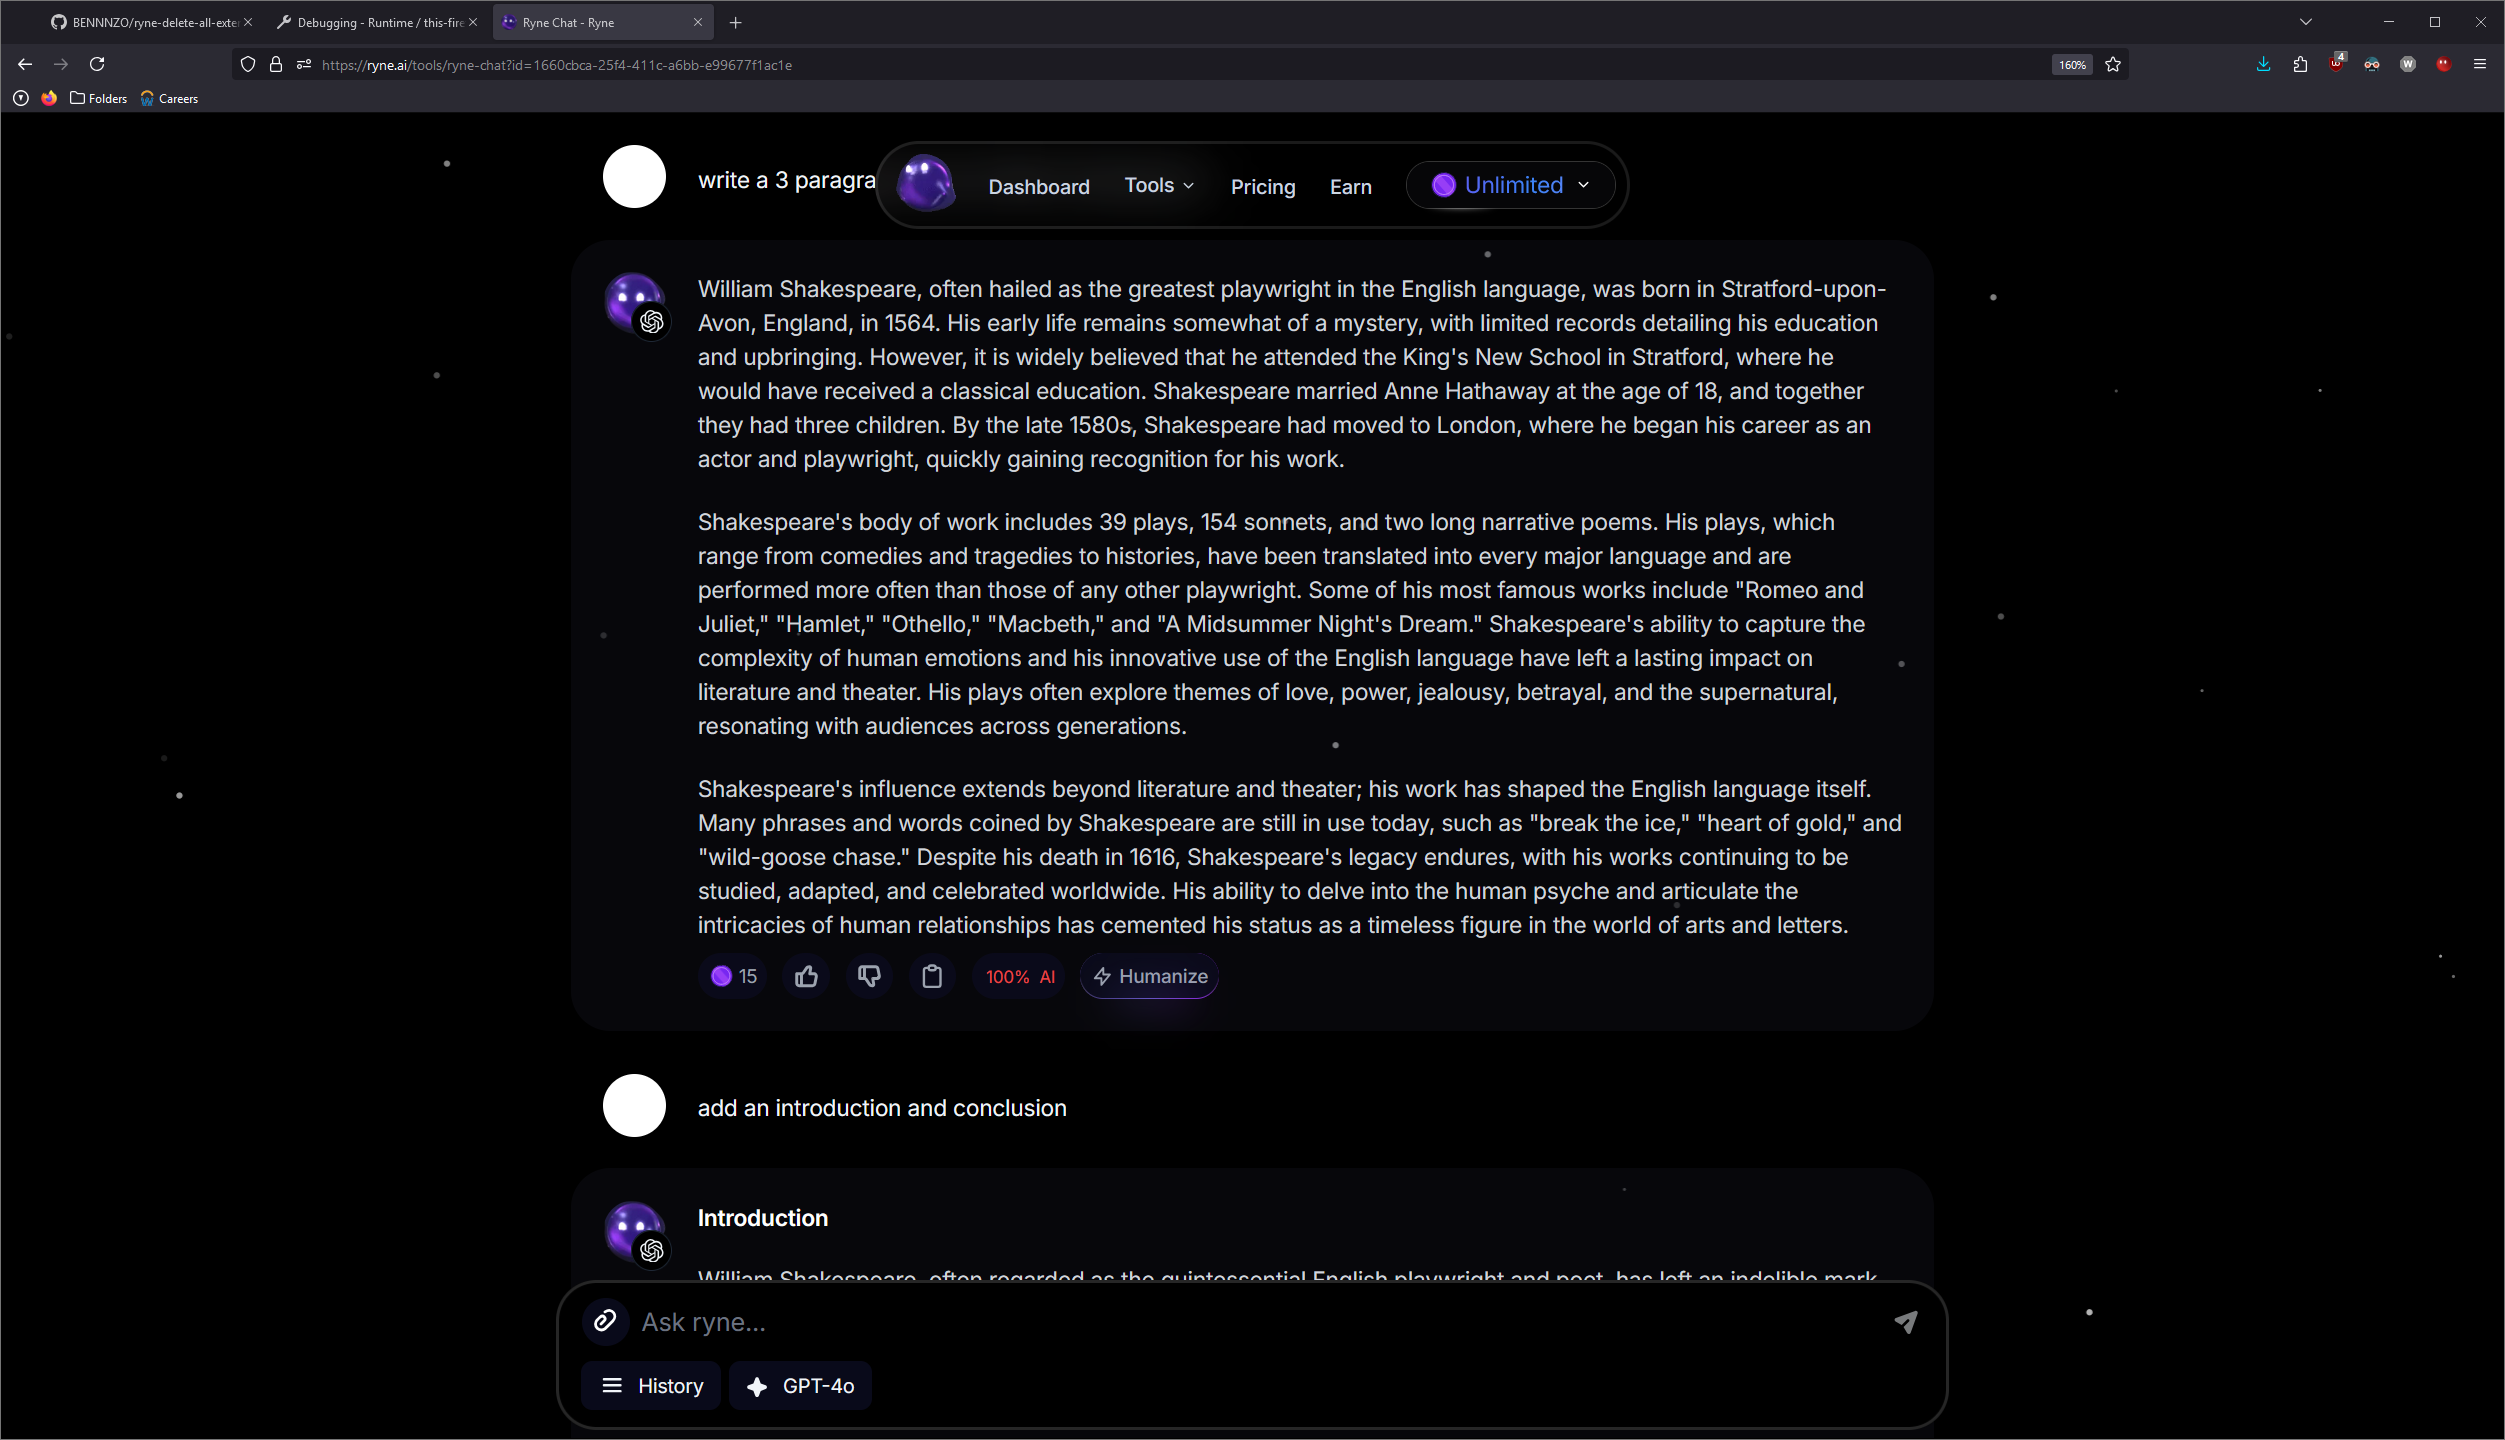 BENNNZO/ryne-delete-all-exte
Debugging - Runtime / this-fire
Ryne Chat - Ryne
https://ryne.ai/tools/ryne-chat?id=1660cbca-25f4-411c-a6bb-e99677f1ac1e
160%
4
W
Folders
Careers
write a 3 paragra
Dashboard
Tools
Pricing
Earn
Unlimited
William Shakespeare, often hailed as the greatest playwright in the English language, was born in Stratford-upon-
Avon, England, in 1564. His early life remains somewhat of a mystery, with limited records detailing his education
and upbringing. However, it is widely believed that he attended the King's New School in Stratford, where he
would have received a classical education. Shakespeare married Anne Hathaway at the age of 18, and together
they had three children. By the late 1580s, Shakespeare had moved to London, where he began his career as an
actor and playwright, quickly gaining recognition for his work.
Shakespeare's body of work includes 39 plays, 154 sonnets, and two long narrative poems. His plays, which
range from comedies and tragedies to histories, have been translated into every major language and are
performed more often than those of any other playwright. Some of his most famous works include "Romeo and
Juliet," "Hamlet," "Othello," "Macbeth," and "A Midsummer Night's Dream." Shakespeare's ability to capture the
complexity of human emotions and his innovative use of the English language have left a lasting impact on
literature and theater. His plays often explore themes of love, power, jealousy, betrayal, and the supernatural,
resonating with audiences across generations.
Shakespeare's influence extends beyond literature and theater; his work has shaped the English language itself.
Many phrases and words coined by Shakespeare are still in use today, such as "break the ice," "heart of gold," and
"wild-goose chase." Despite his death in 1616, Shakespeare's legacy endures, with his works continuing to be
studied, adapted, and celebrated worldwide. His ability to delve into the human psyche and articulate the
intricacies of human relationships has cemented his status as a timeless figure in the world of arts and letters.
15
100% AI
Humanize
add an introduction and conclusion
Introduction
William Shakespeare, often regarded as the quintessential English playwright and poet, has left an indelible mark
Ask ryne...
History
GPT-4o